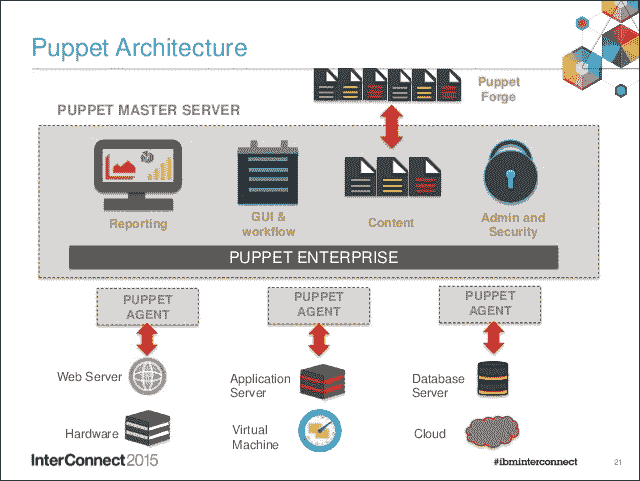 Puppet Architecture
Puppet
Forge
PUPPET MASTER SERVER
Reporting
GUI &
workflow
Content
Admin and
Security
PUPPET ENTERPRISE
PUPPET
AGENT
PUPPET
AGENT
PUPPET
AGENT
Web Server
Application
Server
Database
Server
Hardware
Virtual
Machine
Cloud
InterConnect2015
#ibminterconnect
21